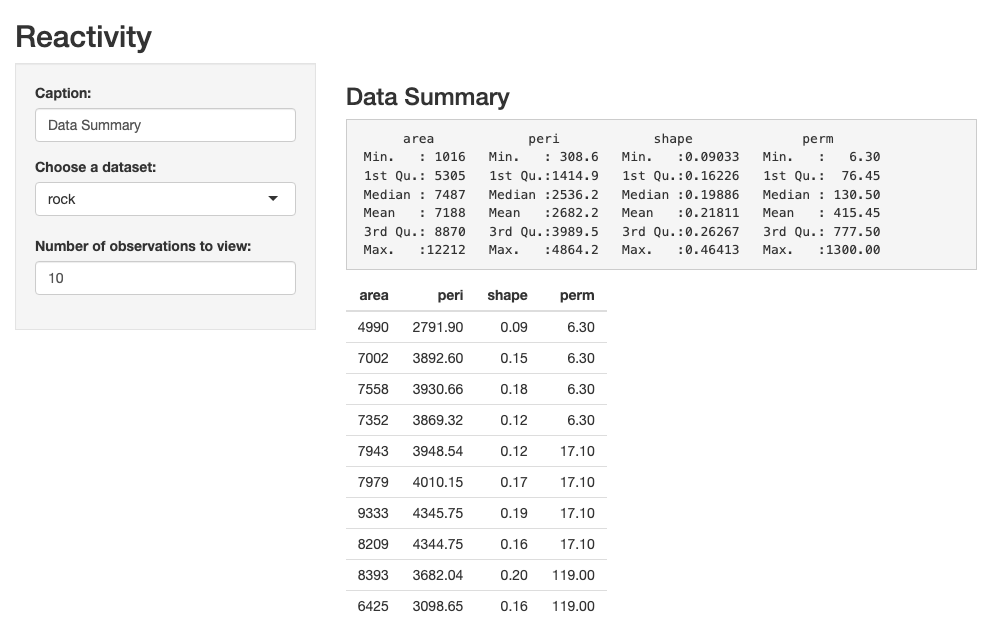 Reactivity
Caption:
Data Summary
Choose a dataset:
rock
Number of observations to view:
10
Data Summary
area peri shape perm
Min. : 1016 Min. : 308.6 Min. :0.09033 Min. : 6.30
1st Qu.: 5305 1st Qu.:1414.9 1st Qu.:0.16226 1st Qu.: 76.45
Median : 7487 Median :2536.2 Median :0.19886 Median : 130.50
Mean : 7188 Mean :2682.2 Mean :0.21811 Mean : 415.45
3rd Qu.: 8870 3rd Qu.:3989.5 3rd Qu.:0.26267 3rd Qu.: 777.50
Max. :12212 Max. :4864.2 Max. :0.46413 Max. :1300.00
area peri shape perm
4990 2791.90 0.09 6.30
7002 3892.60 0.15 6.30
7558 3930.66 0.18 6.30
7352 3869.32 0.12 6.30
7943 3948.54 0.12 17.10
7979 4010.15 0.17 17.10
9333 4345.75 0.19 17.10
8209 4344.75 0.16 17.10
8393 3682.04 0.20 119.00
6425 3098.65 0.16 119.00